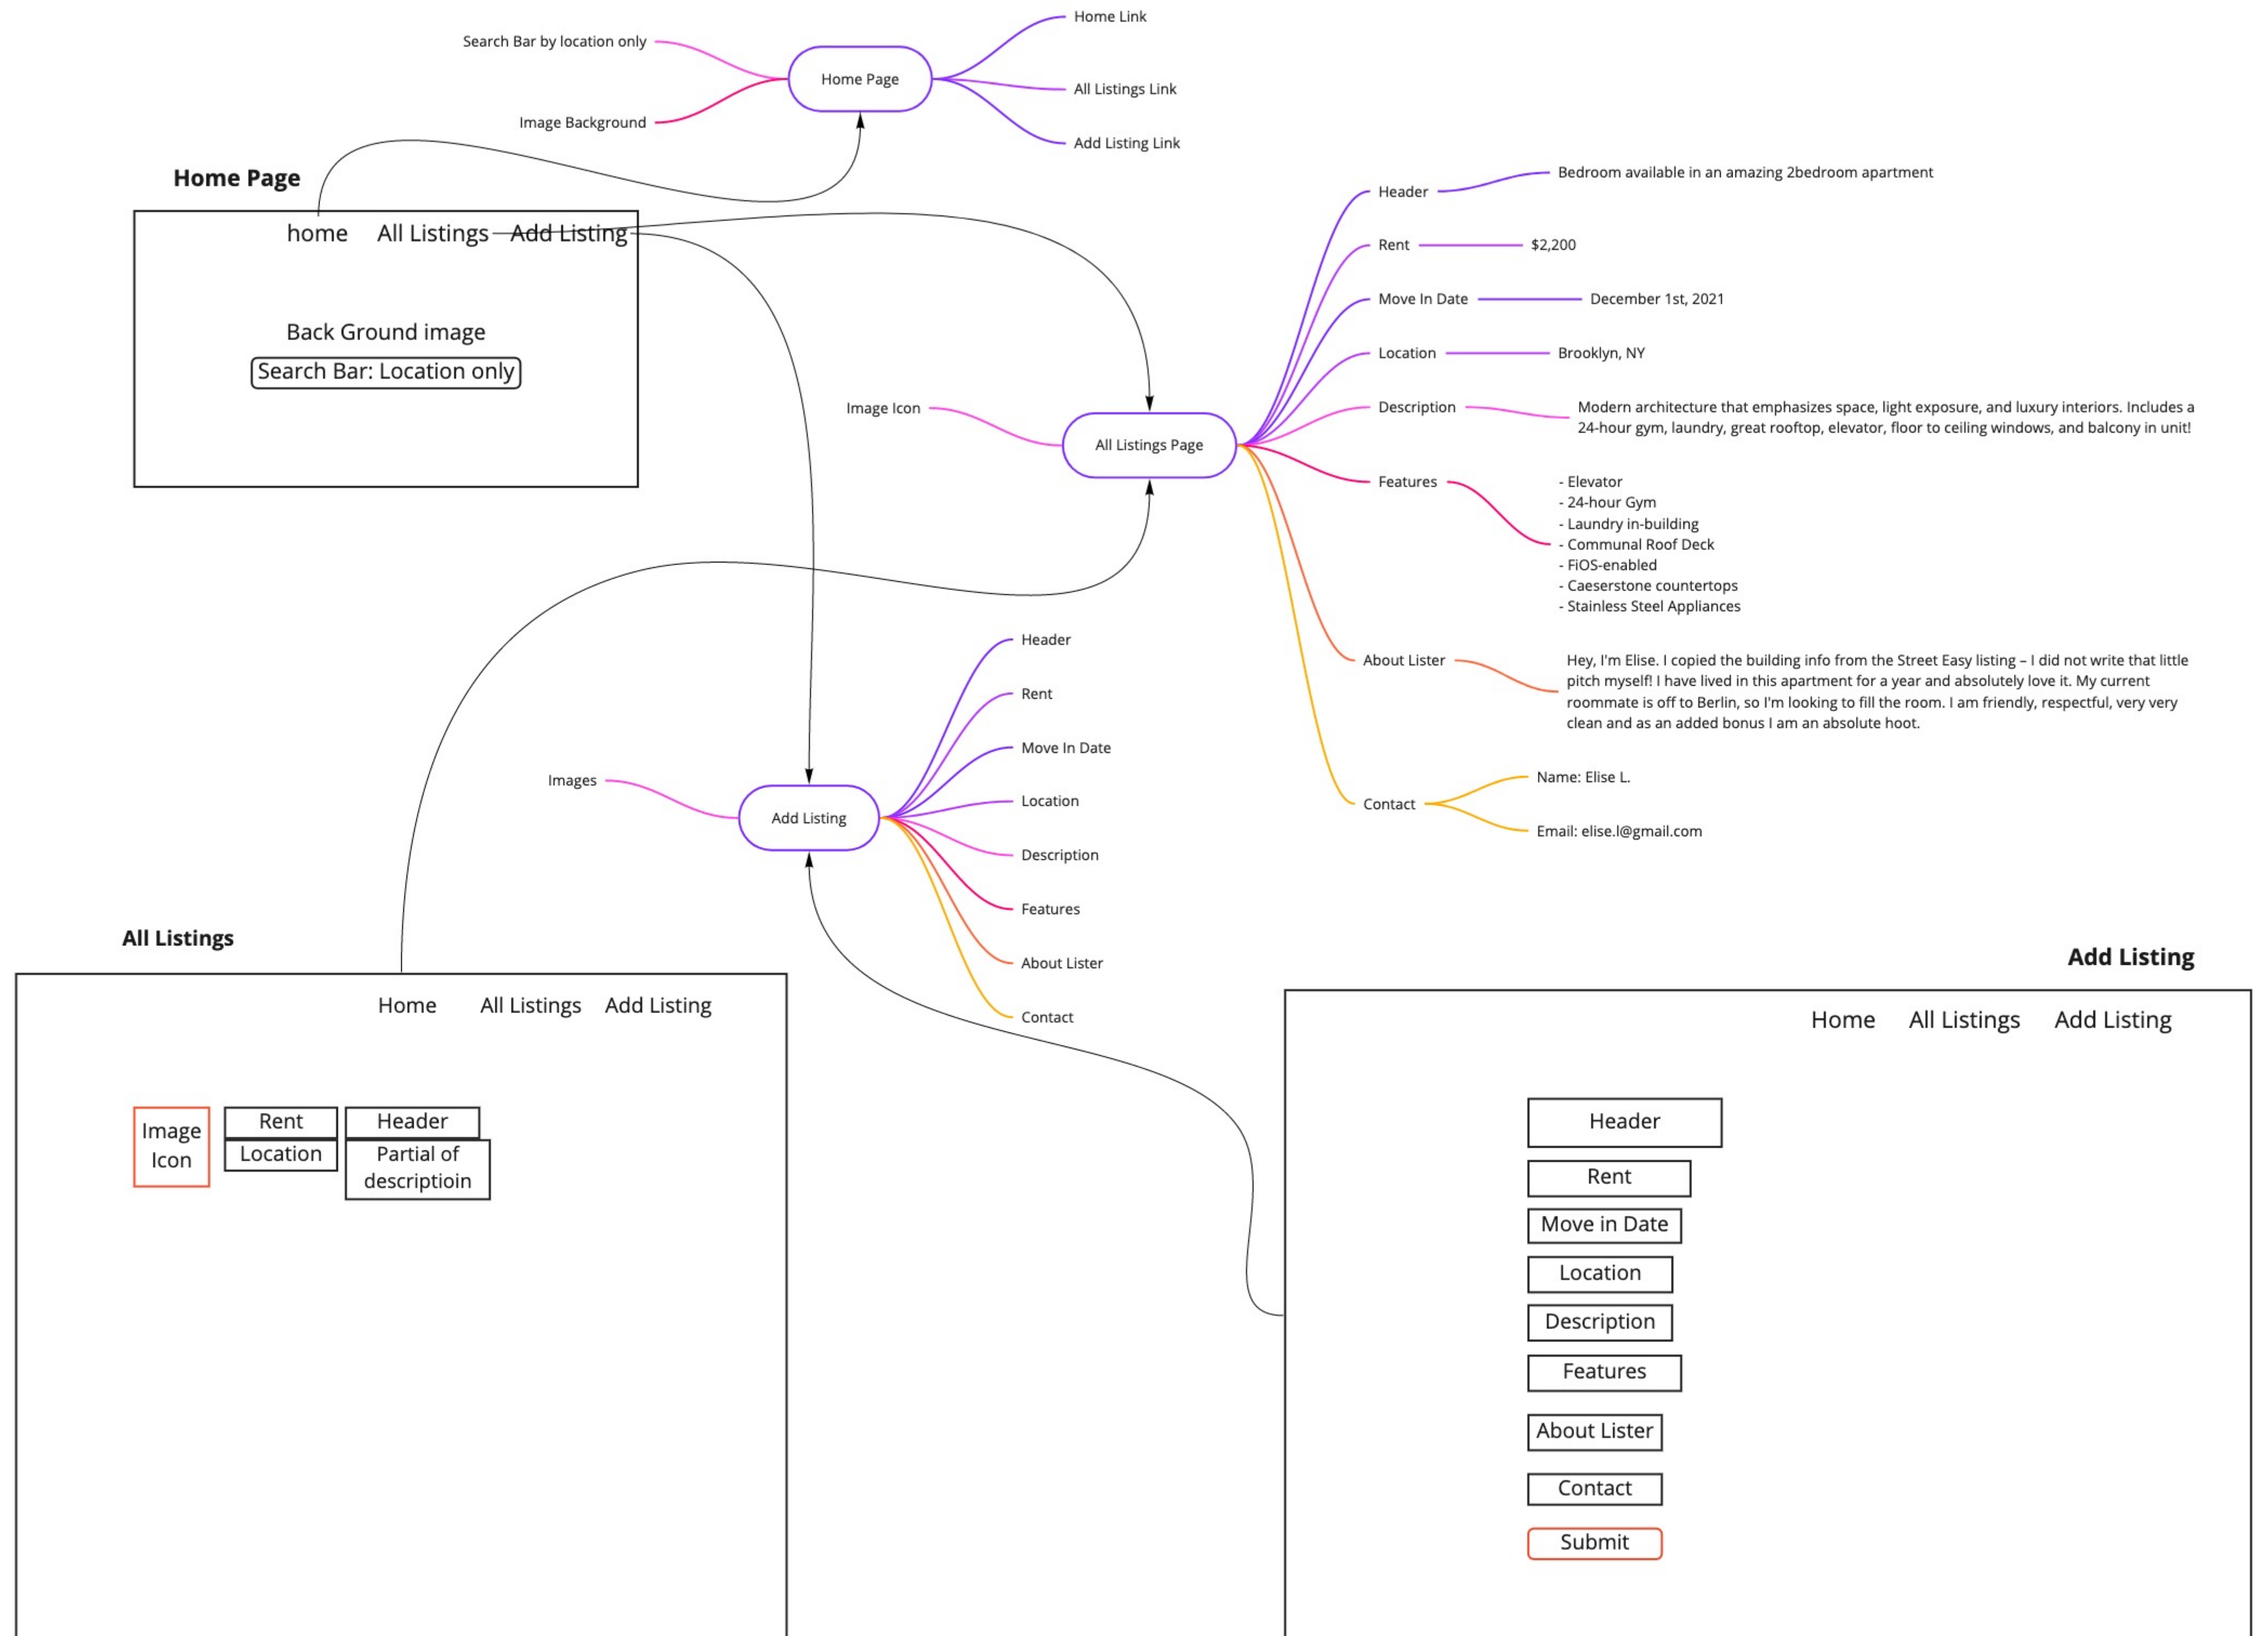 Home Link
Search Bar by location only
Home Page
All Listings Link
Image Background
Add Listing Link
Home Page
home All Listings Add Listing
Back Ground image
Search Bar: Location only
Image Icon
All Listings Page
Header
Bedroom available in an amazing 2bedroom apartment
Rent
$2,200
Move In Date
December 1st, 2021
Location
Brooklyn, NY
Description
Modern architecture that emphasizes space, light exposure, and luxury interiors. Includes a
24-hour gym, laundry, great rooftop, elevator, floor to ceiling windows, and balcony in unit!
Features
- Elevator
- 24-hour Gym
- Laundry in-building
- Communal Roof Deck
- FiOS-enabled
- Caeserstone countertops
- Stainless Steel Appliances
About Lister
Hey, I'm Elise. I copied the building info from the Street Easy listing – I did not write that little
pitch myself! I have lived in this apartment for a year and absolutely love it. My current
roommate is off to Berlin, so I'm looking to fill the room. I am friendly, respectful, very very
clean and as an added bonus I am an absolute hoot.
Contact
Name: Elise L.
Email: elise.l@gmail.com
Images
Add Listing
Header
Rent
Move In Date
Location
Description
Features
About Lister
Contact
All Listings
Home All Listings Add Listing
Image
Icon
Rent
Location
Header
Partial of
descriptioin
Add Listing
Home All Listings Add Listing
Header
Rent
Move in Date
Location
Description
Features
About Lister
Contact
Submit